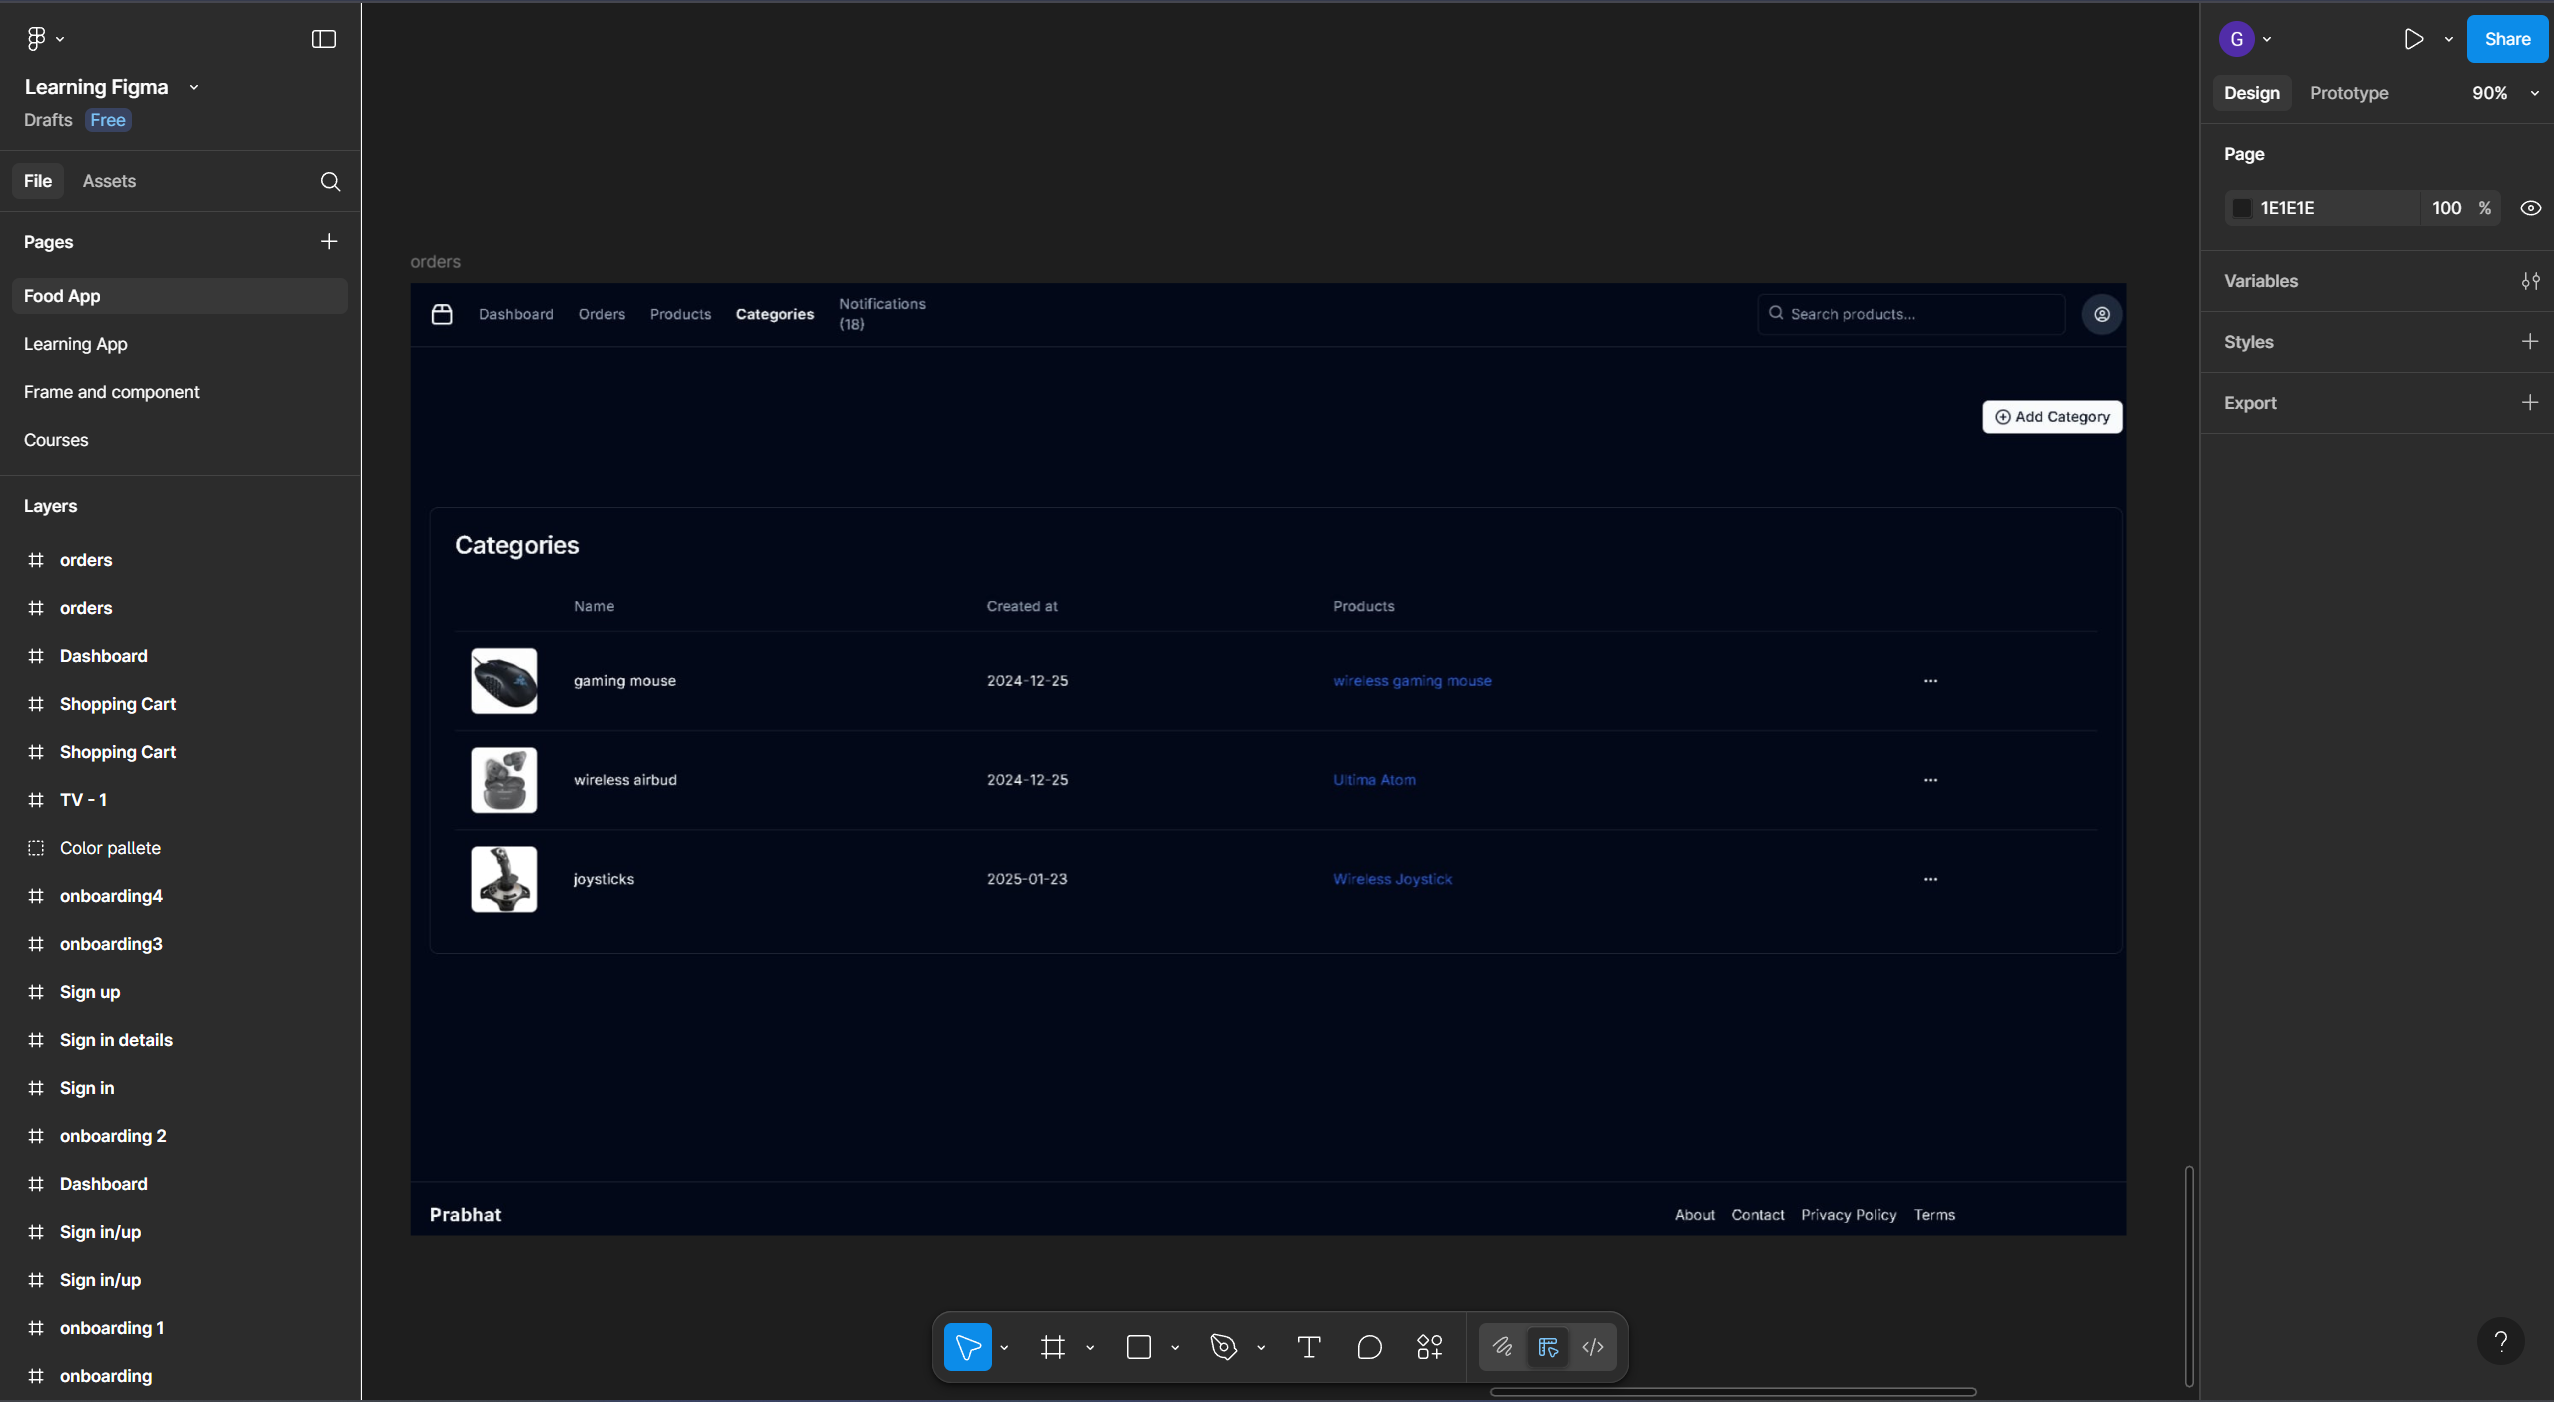 Learning Figma
Drafts Free
File Assets
Pages
Food App
Learning App
Frame and component
Courses
Layers
orders
orders
Dashboard
Shopping Cart
Shopping Cart
TV - 1
Color pallete
onboarding4
onboarding3
Sign up
Sign in details
Sign in
onboarding 2
Dashboard
Sign in/up
Sign in/up
onboarding 1
onboarding
orders
Dashboard Orders Products Categories Notifications
(18)
Search products...
Add Category
Categories
Name Created at Products
gaming mouse 2024-12-25 wireless gaming mouse ...
wireless airbud 2024-12-25 Ultima Atom ...
joysticks 2025-01-23 Wireless Joystick ...
Prabhat
About Contact Privacy Policy Terms
G
Share
Design Prototype 90%
Page
1E1E1E 100 %
Variables
Styles
Export
?